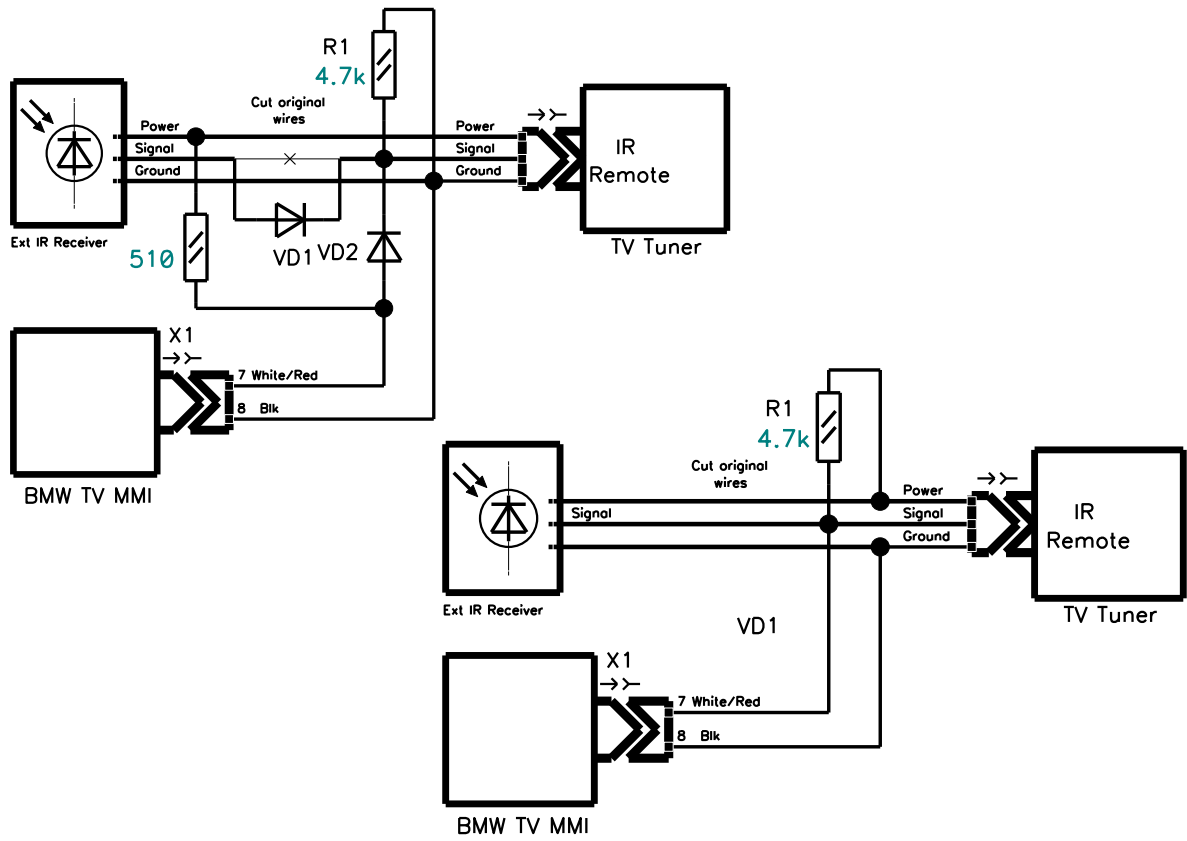 R1
4.7k
Cut original
wires
Power
Signal
Ground
Power
Signal
Ground
IR
Remote
Ext IR Receiver
510
VD1
VD2
TV Tuner
X1
7 White/Red
8 Blk
BMW TV MMI
R1
4.7k
Cut original
wires
Signal
Power
Signal
Ground
IR
Remote
Ext IR Receiver
TV Tuner
VD1
X1
7 White/Red
8 Blk
BMW TV MMI